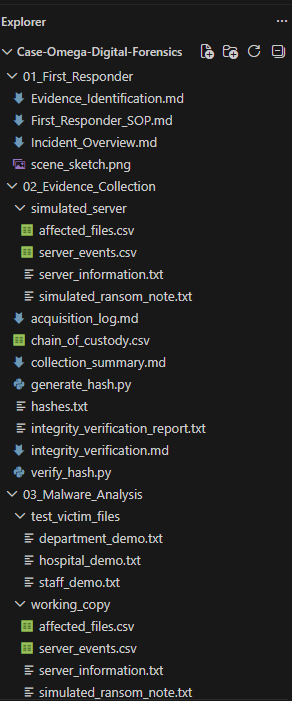 Explorer
Case-Omega-Digital-Forensics
01_First_Responder
Evidence_Identification.md
First_Responder_SOP.md
Incident_Overview.md
scene_sketch.png
02_Evidence_Collection
simulated_server
affected_files.csv
server_events.csv
server_information.txt
simulated_ransom_note.txt
acquisition_log.md
chain_of_custody.csv
collection_summary.md
generate_hash.py
hashes.txt
integrity_verification_report.txt
integrity_verification.md
verify_hash.py
03_Malware_Analysis
test_victim_files
department_demo.txt
hospital_demo.txt
staff_demo.txt
working_copy
affected_files.csv
server_events.csv
server_information.txt
simulated_ransom_note.txt